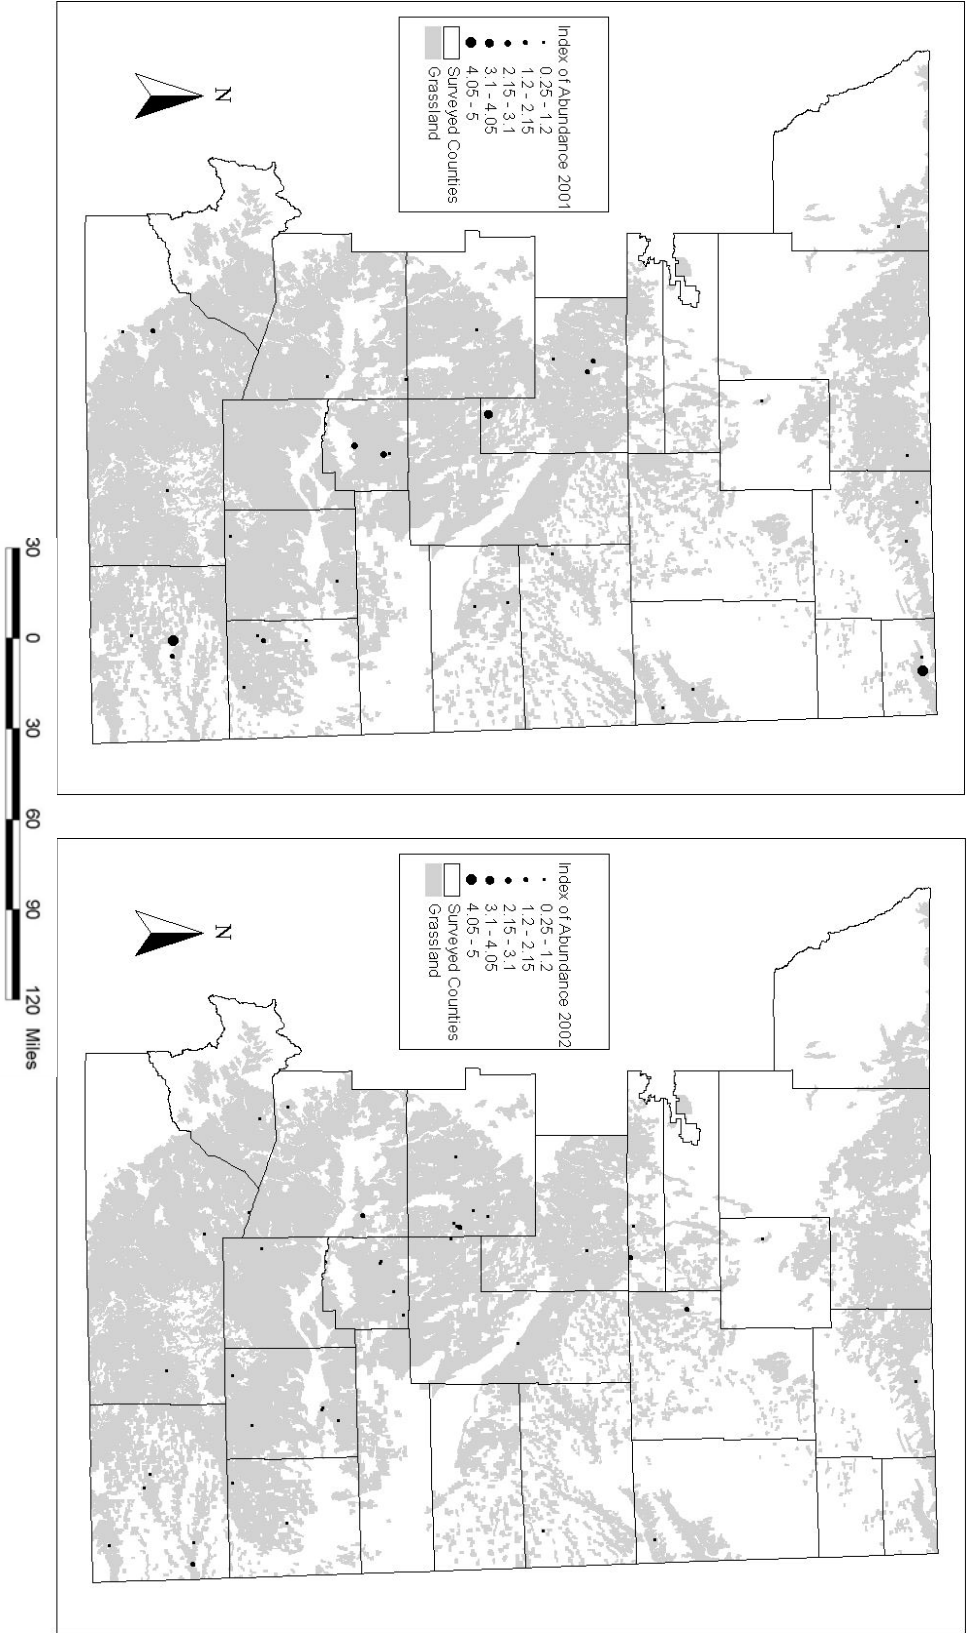 Index of Abundance 2001
0.25 - 1.2
1.2 - 2.15
2.15 - 3.1
3.1 - 4.05
4.05 - 5
Surveyed Counties
Grassland
N
Index of Abundance 2002
0.25 - 1.2
1.2 - 2.15
2.15 - 3.1
3.1 - 4.05
4.05 - 5
Surveyed Counties
Grassland
N
30 0 30 60 90 120 Miles